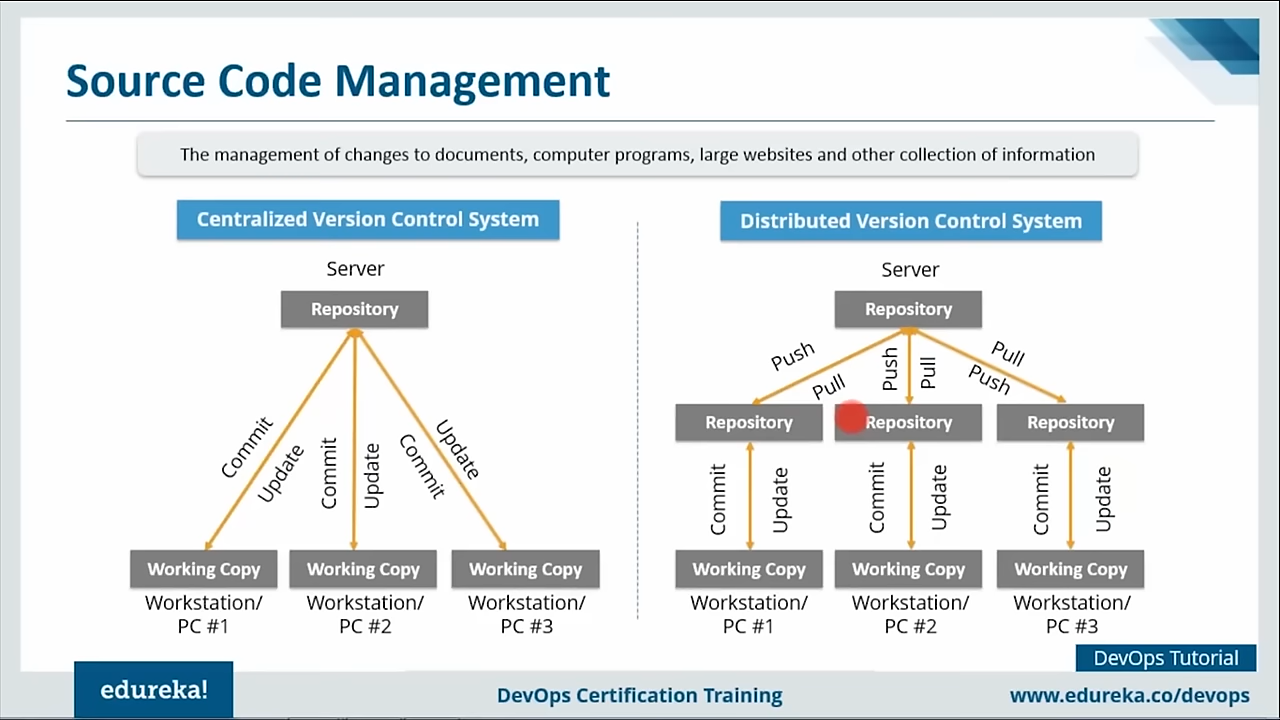 Source Code Management
The management of changes to documents, computer programs, large websites and other collection of information
Centralized Version Control System
Server
Repository
Commit
Update
Commit
Update
Commit
Update
Working Copy
Working Copy
Working Copy
Workstation/
PC #1
Workstation/
PC #2
Workstation/
PC #3
Distributed Version Control System
Server
Repository
Push
Pull
Push
Pull
Pull
Push
Repository
Repository
Repository
Commit
Update
Commit
Update
Commit
Update
Working Copy
Working Copy
Working Copy
Workstation/
PC #1
Workstation/
PC #2
Workstation/
PC #3
DevOps Tutorial
edureka!
DevOps Certification Training
www.edureka.co/devops